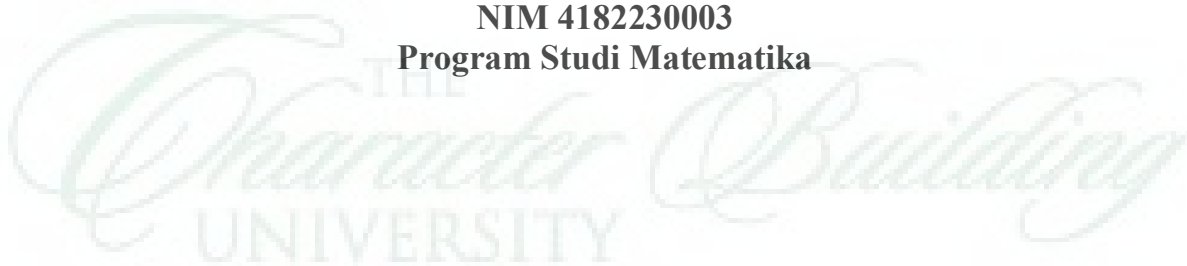 NIM 4182230003
Program Studi Matematika
THE
Character Building
UNIVERSITY